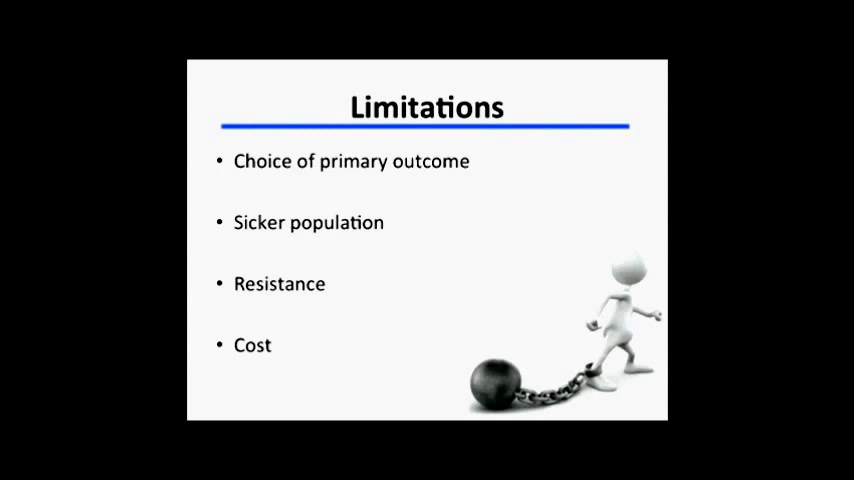 Limitations
• Choice of primary outcome
• Sicker population
• Resistance
• Cost